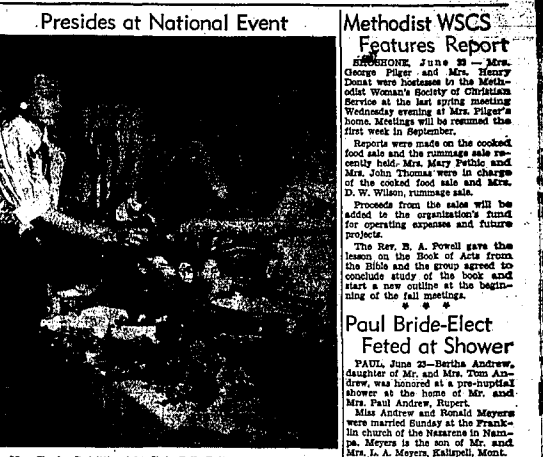 Presides at National Event
Methodist WSCS
Features Report
SHOSHONE, June 23 — Mrs.
George Pilger and Mrs. Henry
Donat were hostesses to the Meth-
odist Woman's Society of Christian
Service at the last spring meeting
Wednesday evening at Mrs. Pilger's
home. Meetings will be resumed the
first week in September.
Reports were made on the cooked
food sale and the rummage sale re-
cently held. Mrs. Mary Pethic and
Mrs. John Thomas were in charge
of the cooked food sale and Mrs.
D. W. Wilson, rummage sale.
Proceeds from the sales will be
added to the organization's fund
for operating expenses and future
projects.
The Rev. E. A. Powell gave the
lesson on the Book of Acts from
the Bible and the group agreed to
conclude study of the book and
start a new outline at the begin-
ning of the fall meetings.
* * *
Paul Bride-Elect
Feted at Shower
PAUL, June 23—Bertha Andrew,
daughter of Mr. and Mrs. Tom An-
drew, was honored at a pre-nuptial
shower at the home of Mr. and
Mrs. Paul Andrew, Rupert.
Miss Andrew and Ronald Meyers
were married Sunday at the Frank-
lin church of the Nazarene in Nam-
pa. Meyers is the son of Mr. and
Mrs. L. A. Meyers, Kalispell, Mont.